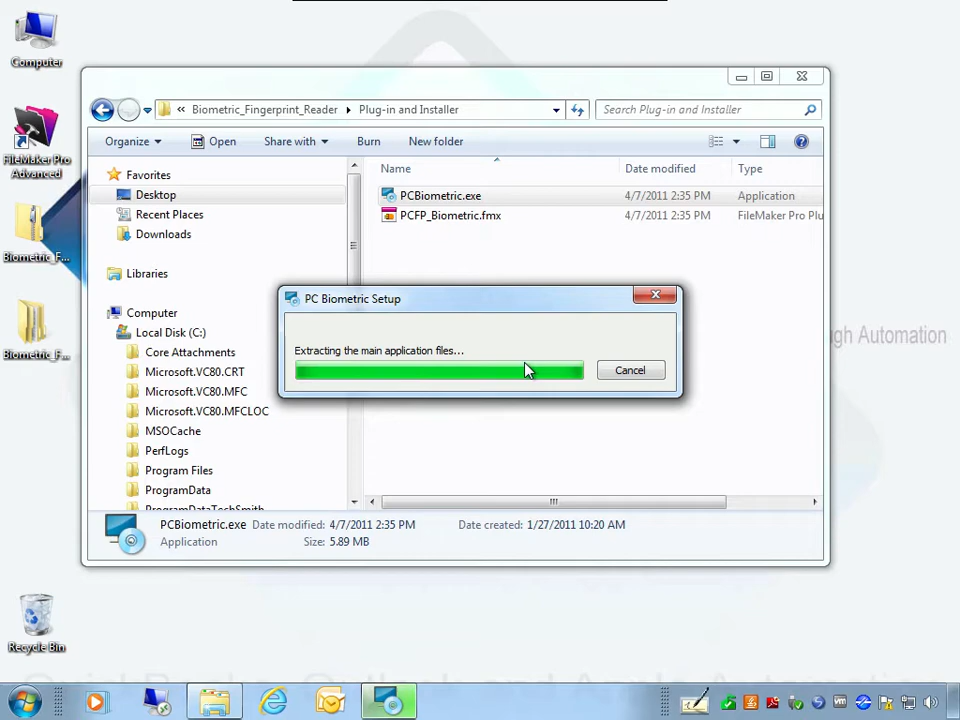 Computer
FileMaker Pro
Advanced
Biometric_F...
Biometric_F...
Recycle Bin
« Biometric_Fingerprint_Reader Plug-in and Installer
Search Plug-in and Installer
Organize Open Share with Burn New folder
Name Date modified Type
PCBiometric.exe 4/7/2011 2:35 PM Application
PCFP_Biometric.fmx 4/7/2011 2:35 PM FileMaker Pro Plu
Favorites
Desktop
Recent Places
Downloads
Libraries
Computer
Local Disk (C:)
Core Attachments
Microsoft.VC80.CRT
Microsoft.VC80.MFC
Microsoft.VC80.MFCLOC
MSOCache
PerfLogs
Program Files
ProgramData
ProgramDataTechSmith
PC Biometric Setup
Extracting the main application files...
Cancel
ugh Automation
PCBiometric.exe Date modified: 4/7/2011 2:35 PM Date created: 1/27/2011 10:20 AM
Application Size: 5.89 MB